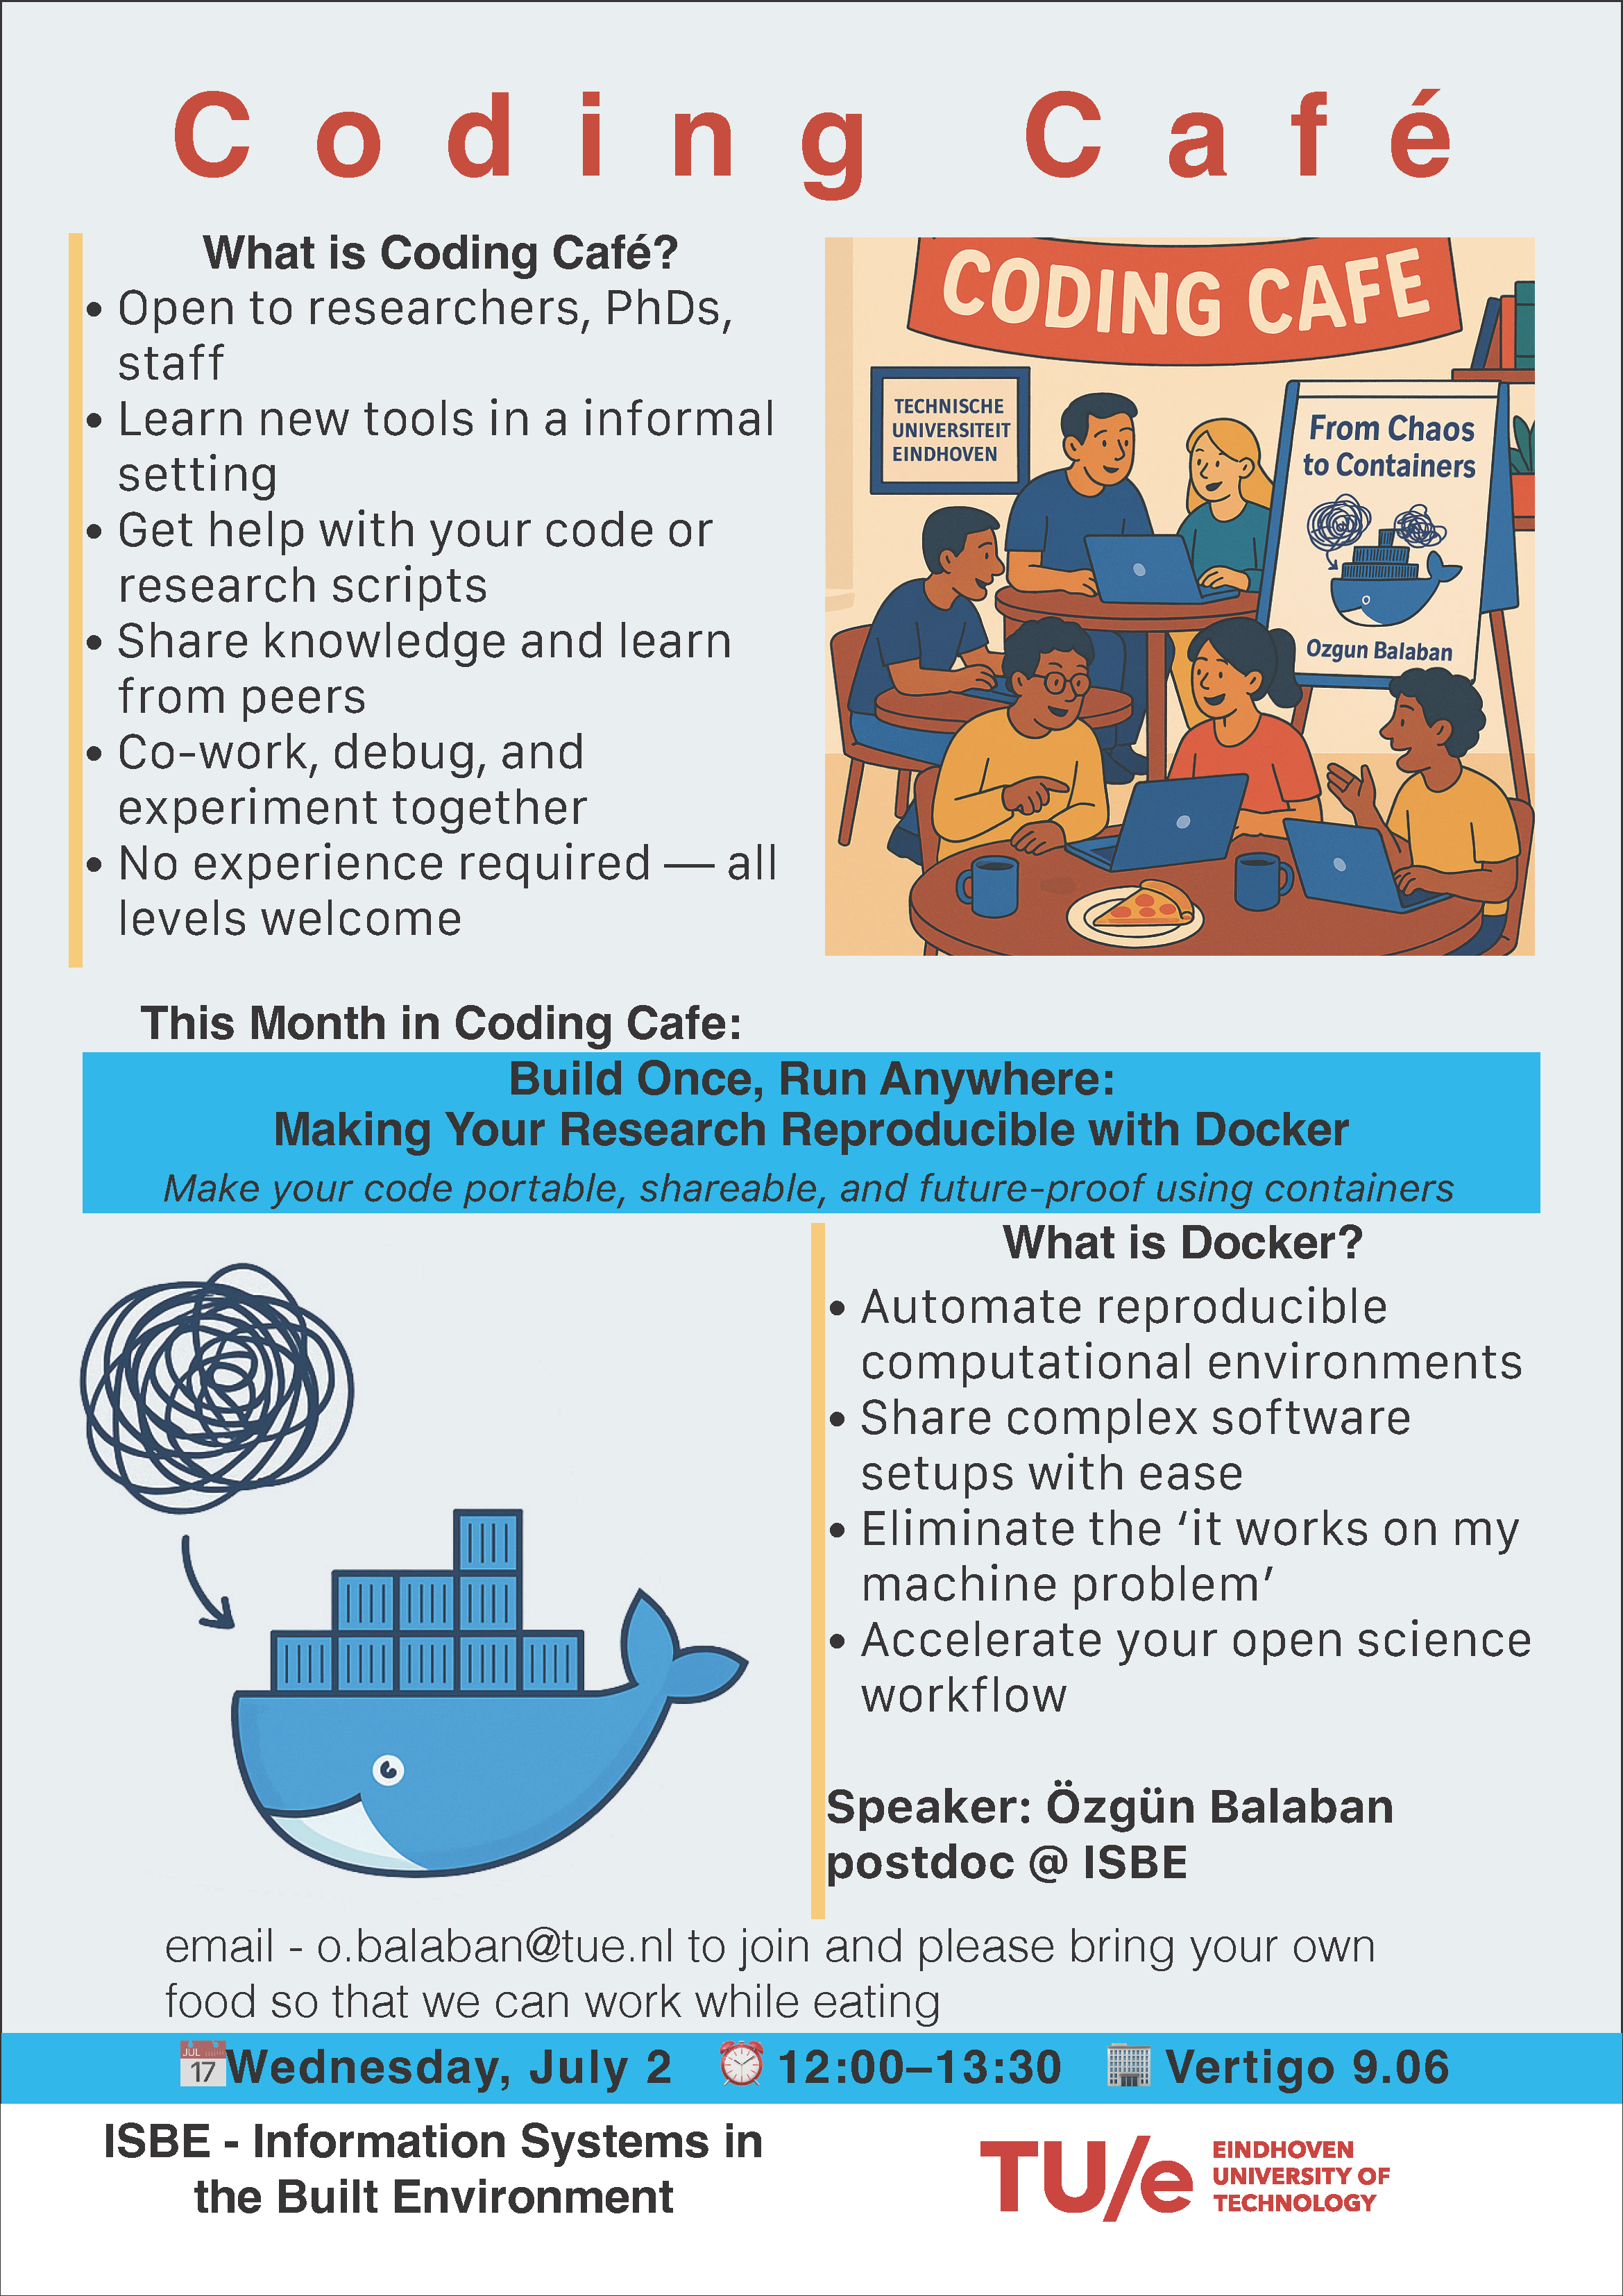 Coding Café
What is Coding Café?
• Open to researchers, PhDs,
staff
• Learn new tools in a informal
setting
• Get help with your code or
research scripts
• Share knowledge and learn
from peers
• Co-work, debug, and
experiment together
• No experience required — all
levels welcome
CODING CAFE
TECHNISCHE
UNIVERSITEIT
EINDHOVEN
From Chaos
to Containers
Ozgun Balaban
This Month in Coding Cafe:
Build Once, Run Anywhere:
Making Your Research Reproducible with Docker
Make your code portable, shareable, and future-proof using containers
What is Docker?
• Automate reproducible
computational environments
• Share complex software
setups with ease
• Eliminate the ‘it works on my
machine problem’
• Accelerate your open science
workflow
Speaker: Özgün Balaban
postdoc @ ISBE
email - o.balaban@tue.nl to join and please bring your own
food so that we can work while eating
JUL
17
Wednesday, July 2 12:00–13:30 Vertigo 9.06
ISBE - Information Systems in
the Built Environment
TU/e
EINDHOVEN
UNIVERSITY OF
TECHNOLOGY